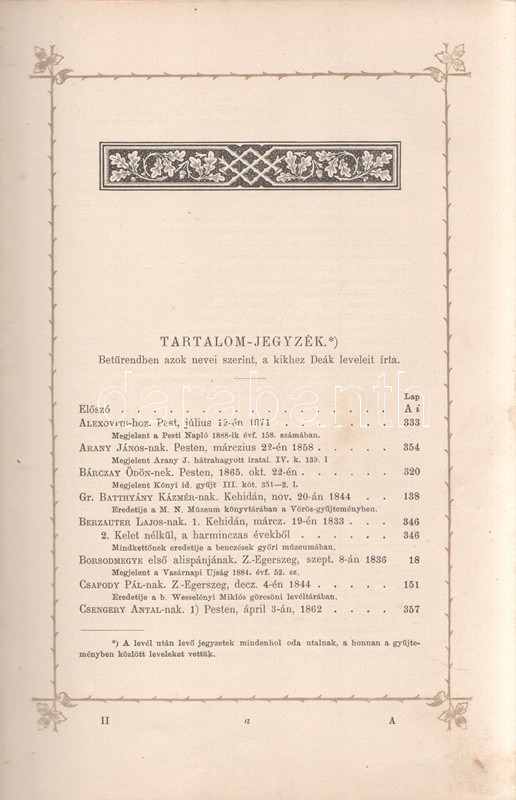 TARTALOM-JEGYZÉK.*)
Betűrendben azok nevei szerint, a kikhez Deák leveleit írta.
Lap
Előszó . . . . . . . . . . . . . . . A
ALEXOVITS-hoz. Pest, július 12-én 1871 . . . . . . . 333
Megjelent a Pesti Napló 1888-ik évf. 158. számában.
ARANY JÁNOS-nak. Pesten, márczius 22-én 1858 . . . . . 354
Megjelent Arany J. hátrahagyott iratai. IV. k. 139. l
BÁRCZAY ÖDÖN-nek. Pesten, 1865. okt. 22-én . . . . . . 320
Megjelent Kónyi id. gyűjt III. köt. 351—2. l.
Gr. BATTHYÁNY KÁZMÉR-nak. Kehidán, nov. 20-án 1844 . . 138
Eredetije a M. N. Múzeum könyvtárában a Vörös-gyűjteményben.
BERZAUTER LAJOS-nak. 1. Kehidán, márcz. 19-én 1833 . . . 346
2. Kelet nélkül, a harminczas évekből . . . . . 346
Mindkettőnek eredetije a benczések győri múzeumában.
BORSODMEGYE első alispánjának. Z.-Egerszeg, szept. 8-án 1836 18
Megjelent a Vasárnapi Ujság 1884. évf. 52. sz.
CSAPODY PÁL-nak. Z.-Egerszeg, decz. 4-én 1844 . . . . . 151
Eredetije a b. Wesselényi Miklós görcsöni levéltárában.
CSENGERY ANTAL-nak. 1) Pesten, ápril 3-án, 1862 . . . . . 357
*) A levél után levő jegyzetek mindenhol oda utalnak, a honnan a gyűjte-
ményben közlött leveleket vettük.
II a A
darabanth